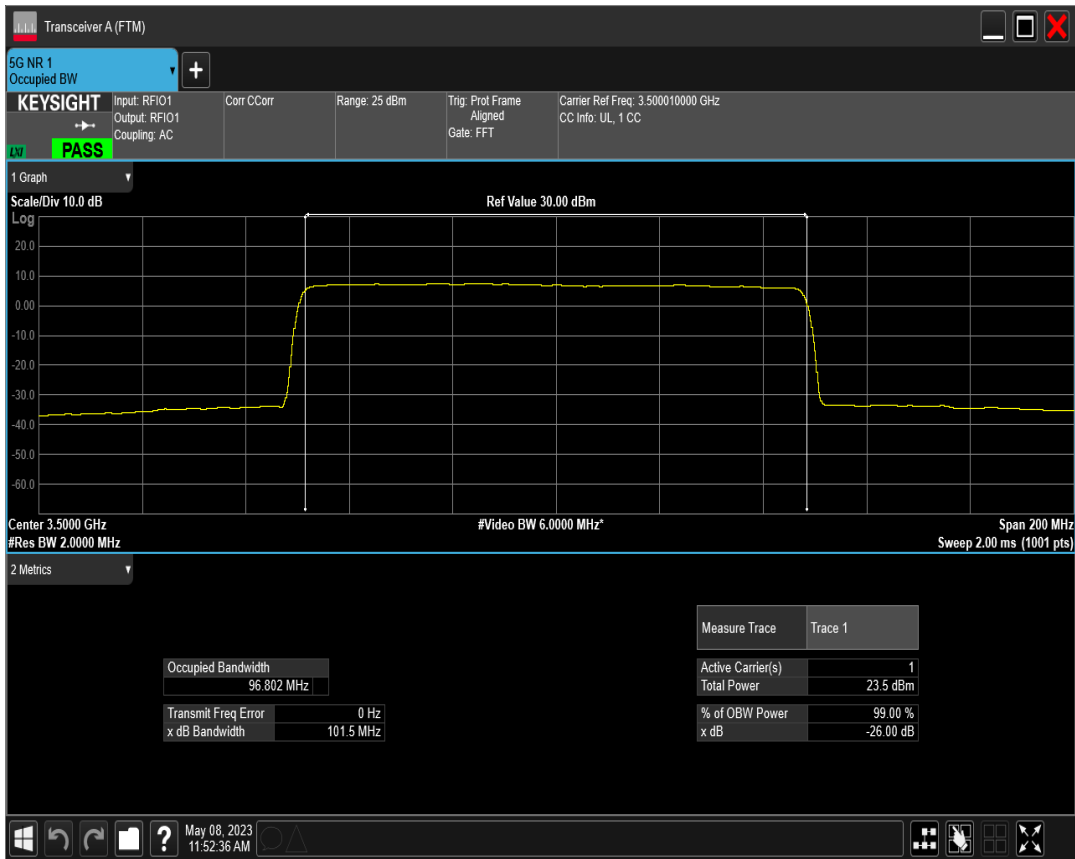 Transceiver A (FTM)
5G NR 1
Occupied BW
+
KEYSIGHT
LXI
PASS
Input: RFIO1
Output: RFIO1
Coupling: AC
Corr CCorr
Range: 25 dBm
Trig: Prot Frame
Aligned
Gate: FFT
Carrier Ref Freq: 3.500010000 GHz
CC Info: UL, 1 CC
1 Graph
Scale/Div 10.0 dB
Ref Value 30.00 dBm
Log
20.0
10.0
0.00
-10.0
-20.0
-30.0
-40.0
-50.0
-60.0
Center 3.5000 GHz
#Video BW 6.0000 MHz*
Span 200 MHz
#Res BW 2.0000 MHz
Sweep 2.00 ms (1001 pts)
2 Metrics
Measure Trace Trace 1
Occupied Bandwidth
96.802 MHz
Active Carrier(s) 1
Total Power 23.5 dBm
Transmit Freq Error 0 Hz
x dB Bandwidth 101.5 MHz
% of OBW Power 99.00 %
x dB -26.00 dB
?
May 08, 2023
11:52:36 AM